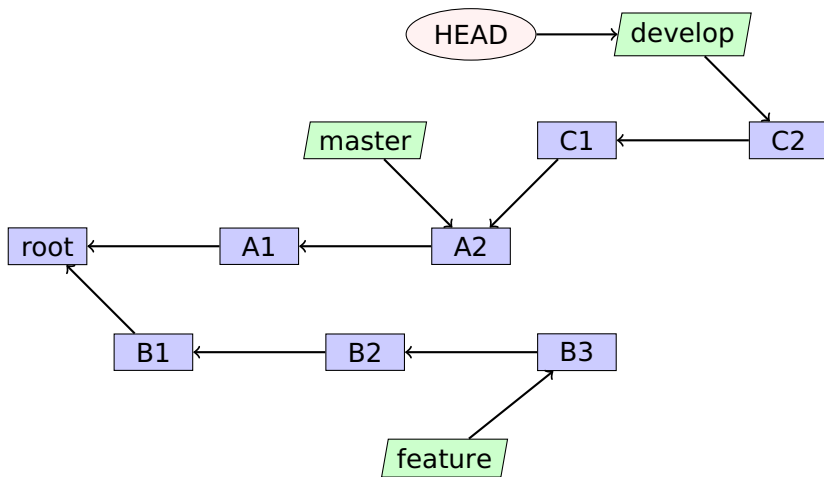 HEAD
develop
master
C1
C2
root
A1
A2
B1
B2
B3
feature